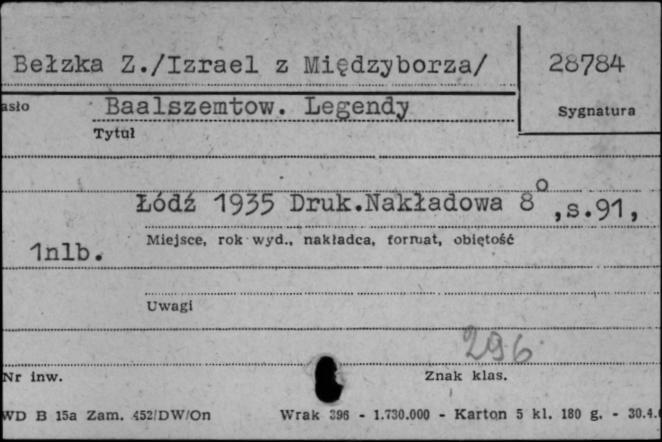 Bełzka Z./Izrael z Międzyborza/ 28784
asło Baalszemtow. Legendy Sygnatura
Tytuł
Łódź 1935 Druk.Nakładowa 8° ,s.91,
Miejsce, rok wyd., nakładca, format, objętość
1nlb.
Uwagi
296
Nr inw. Znak klas.
WD B 15a Zam. 452/DW/On Wrak 396 - 1.730.000 - Karton 5 kl. 180 g. - 30.4.